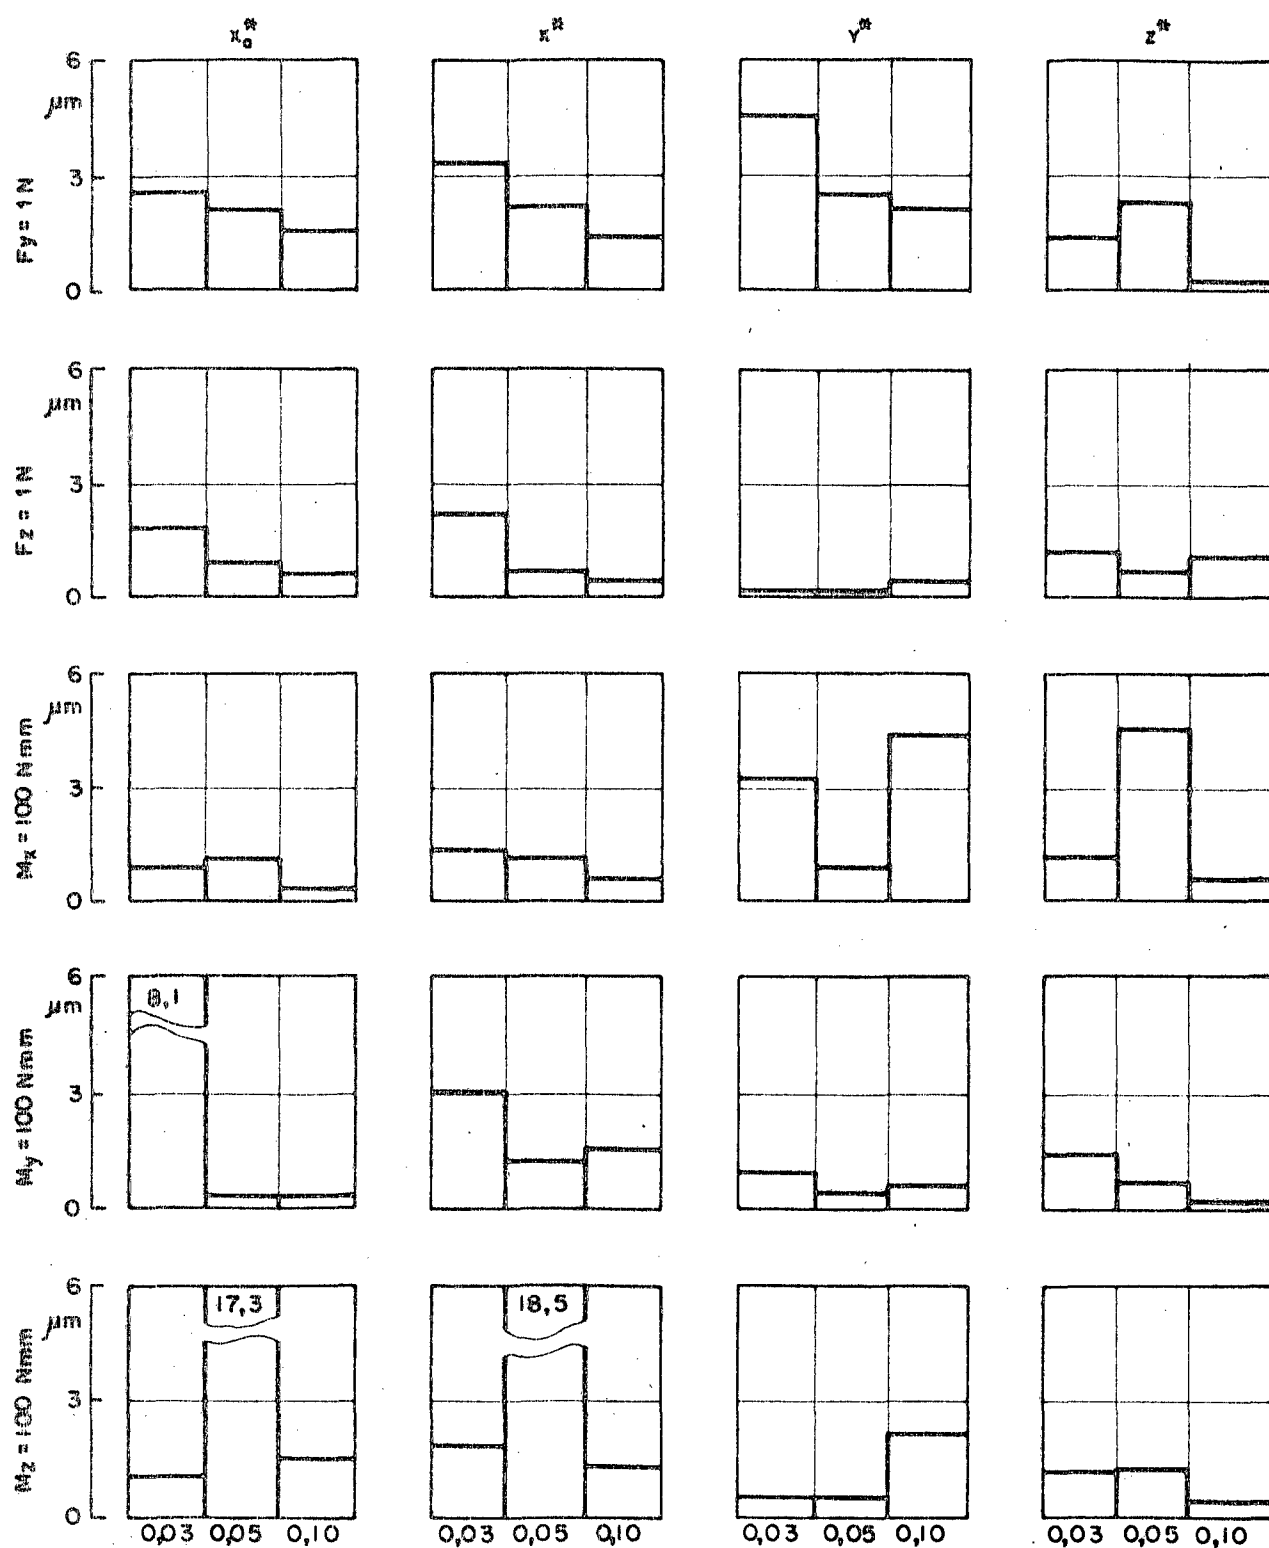 x₀* x* Y* Z*
6
μm
3
0
Fy = 1 N
6
μm
3
0
Fz = 1 N
6
μm
3
0
Mx = 100 Nmm
6
μm
3
0
My = 100 Nmm
8,1
6
μm
3
0
Mz = 100 Nmm
17,3 18,5
0,03 0,05 0,10 0,03 0,05 0,10 0,03 0,05 0,10 0,03 0,05 0,10